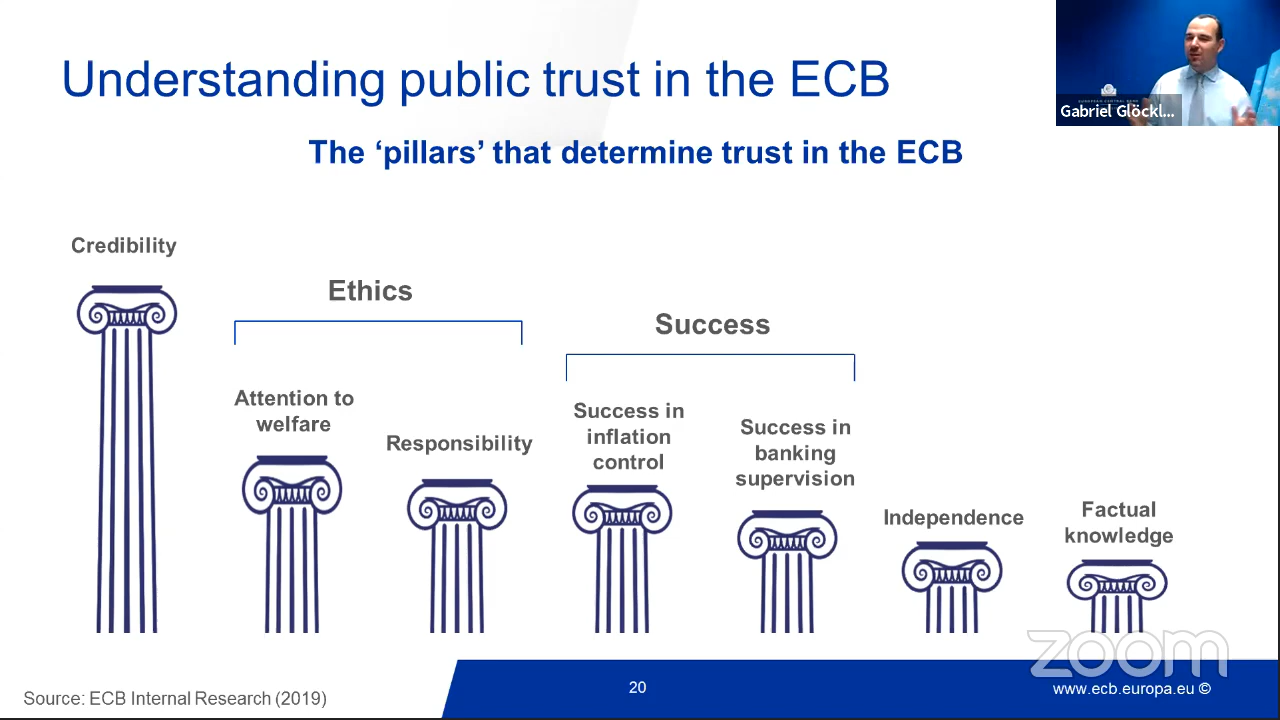 Understanding public trust in the ECB
Gabriel Glöckl...
The ‘pillars’ that determine trust in the ECB
Credibility
Ethics
Success
Attention to
welfare
Responsibility
Success in
inflation
control
Success in
banking
supervision
Independence
Factual
knowledge
zoom
Source: ECB Internal Research (2019)
20
www.ecb.europa.eu ©